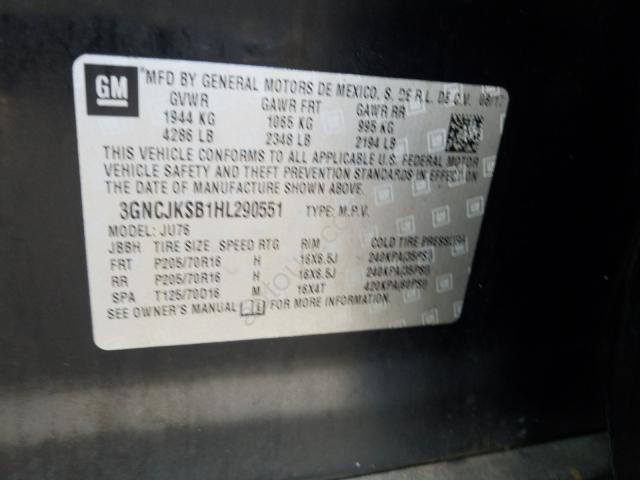 GM
*MFD BY GENERAL MOTORS DE MEXICO, S. DE R.L. DE C.V. 06/17
GVWR GAWR FRT GAWR RR
1944 KG 1065 KG 995 KG
4286 LB 2348 LB 2194 LB
THIS VEHICLE CONFORMS TO ALL APPLICABLE U.S. FEDERAL MOTOR
VEHICLE SAFETY AND THEFT PREVENTION STANDARDS IN EFFECT ON
THE DATE OF MANUFACTURE SHOWN ABOVE.
3GNCJKSB1HL290551 TYPE: M.P.V.
MODEL: JU76
JBBH TIRE SIZE SPEED RTG RIM COLD TIRE PRESSURE
FRT P205/70R16 H 16X6.5J 240KPA(35PSI)
RR P205/70R16 H 16X6.5J 240KPA(35PSI)
SPA T125/70D16 M 16X4T 420KPA(60PSI)
SEE OWNER'S MANUAL FOR MORE INFORMATION.